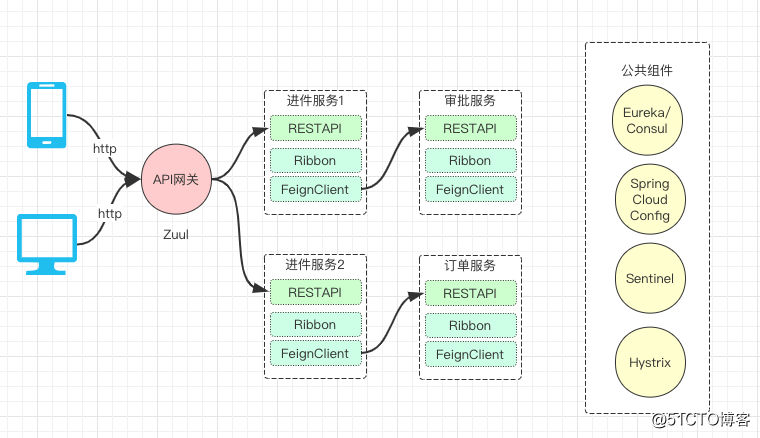 http
http
API网关
Zuul
进件服务1
RESTAPI
Ribbon
FeignClient
审批服务
RESTAPI
Ribbon
FeignClient
进件服务2
RESTAPI
Ribbon
FeignClient
订单服务
RESTAPI
Ribbon
FeignClient
公共组件
Eureka/
Consul
Spring
Cloud
Config
Sentinel
Hystrix
@51CTO博客